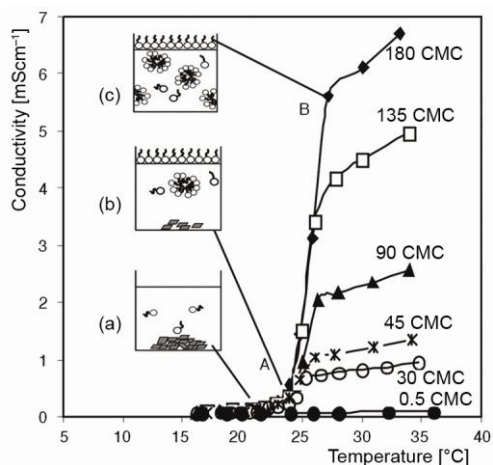 Conductivity [mScm⁻¹]
7
6
5
4
3
2
1
0
(c)
(b)
(a)
A
B
180 CMC
135 CMC
90 CMC
45 CMC
30 CMC
0.5 CMC
5 10 15 20 25 30 35 40
Temperature [°C]